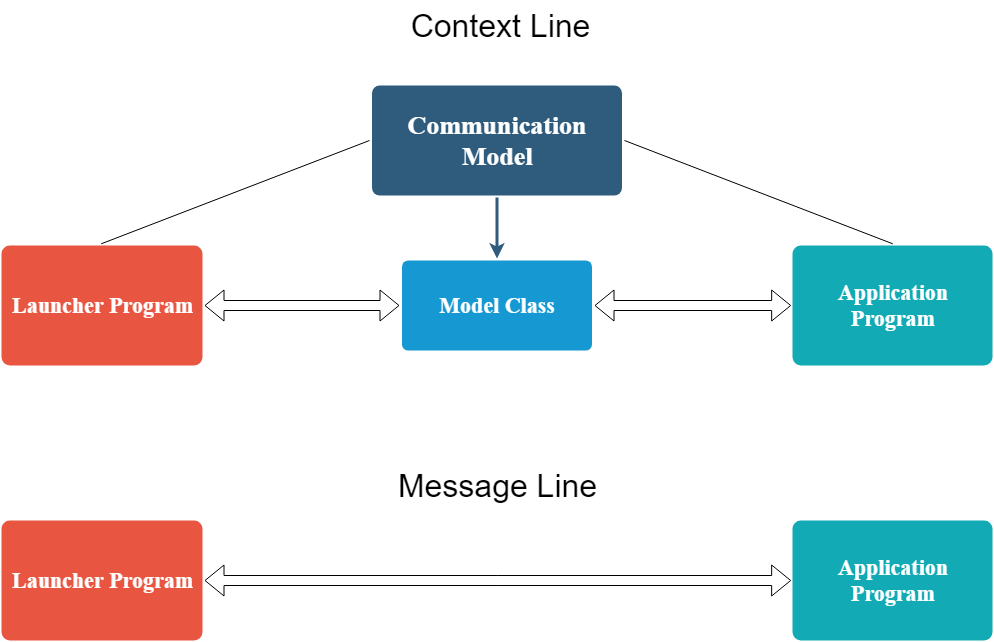 Context Line
Communication
Model
Launcher Program
Model Class
Application
Program
Message Line
Launcher Program
Application
Program